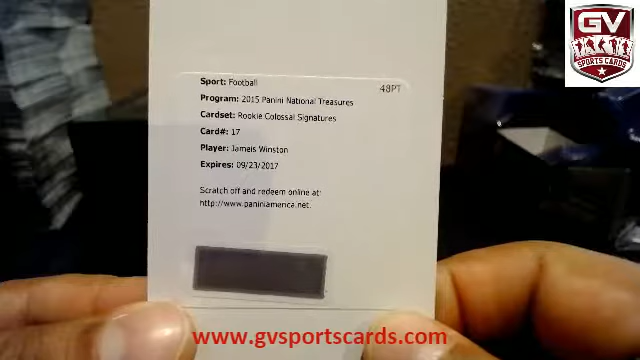 GV
SPORTS CARDS
Sport: Football
48PT
Program: 2015 Panini National Treasures
Cardset: Rookie Colossal Signatures
Card#: 17
Player: Jameis Winston
Expires: 09/23/2017
Scratch off and redeem online at:
http://www.paniniamerica.net.
www.gvsportscards.com